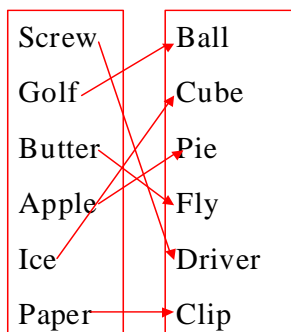 Screw Ball
Golf Cube
Butter Pie
Apple Fly
Ice Driver
Paper Clip